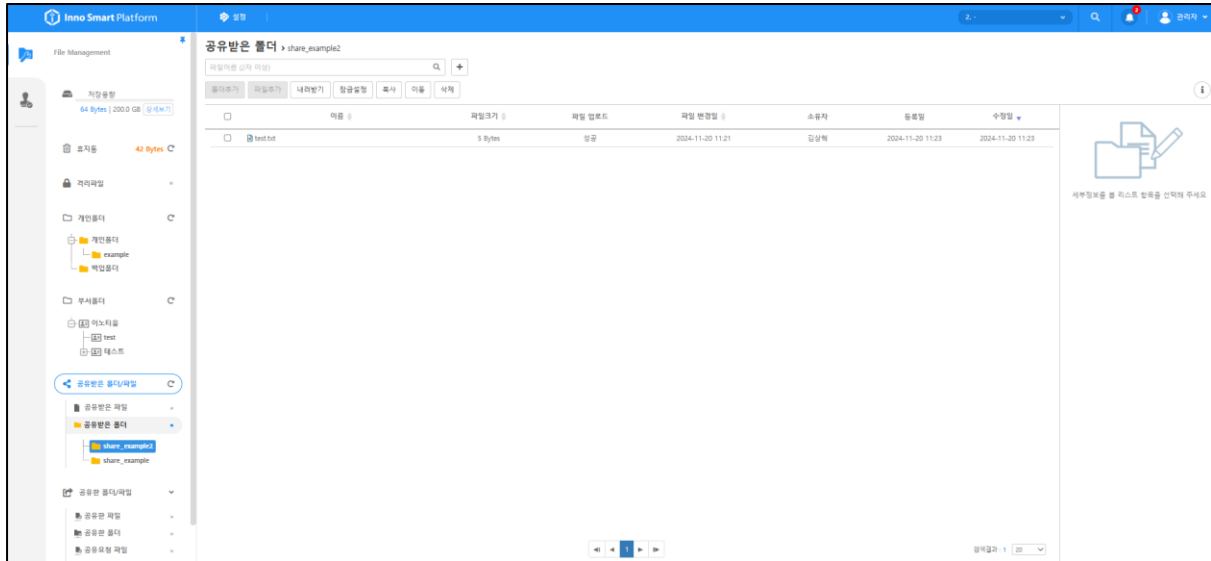 Inno Smart Platform
설정
2. -
2
관리자
File Management
저장용량
64 Bytes | 200.0 GB 상세보기
휴지통 42 Bytes
격리파일
개인폴더
개인폴더
example
백업폴더
부서폴더
이노티움
test
테스트
공유받은 폴더/파일
공유받은 파일
공유받은 폴더
share_example2
share_example
공유한 폴더/파일
공유한 파일
공유한 폴더
공유요청 파일
공유받은 폴더 › share_example2
파일이름 (2자 이상)
폴더추가 파일추가 내려받기 잠금설정 복사 이동 삭제
이름 파일크기 파일 업로드 파일 변경일 소유자 등록일 수정일
test.txt 5 Bytes 성공 2024-11-20 11:21 김상혁 2024-11-20 11:23 2024-11-20 11:23
세부정보를 볼 리스트 항목을 선택해 주세요
1
검색결과 : 1 20